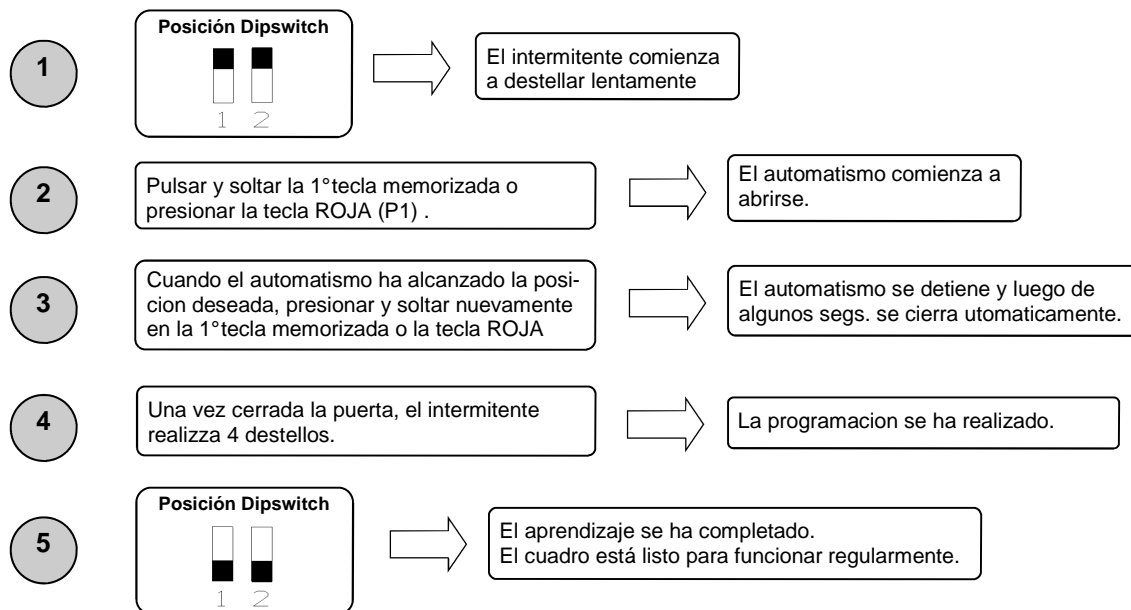 Posición Dipswitch
1
1 2
El intermitente comienza
a destellar lentamente
2
Pulsar y soltar la 1°tecla memorizada o
presionar la tecla ROJA (P1) .
El automatismo comienza a
abrirse.
3
Cuando el automatismo ha alcanzado la posi-
cion deseada, presionar y soltar nuevamente
en la 1°tecla memorizada o la tecla ROJA
El automatismo se detiene y luego de
algunos segs. se cierra utomaticamente.
4
Una vez cerrada la puerta, el intermitente
realizza 4 destellos.
La programacion se ha realizado.
5
Posición Dipswitch
1 2
El aprendizaje se ha completado.
El cuadro está listo para funcionar regularmente.